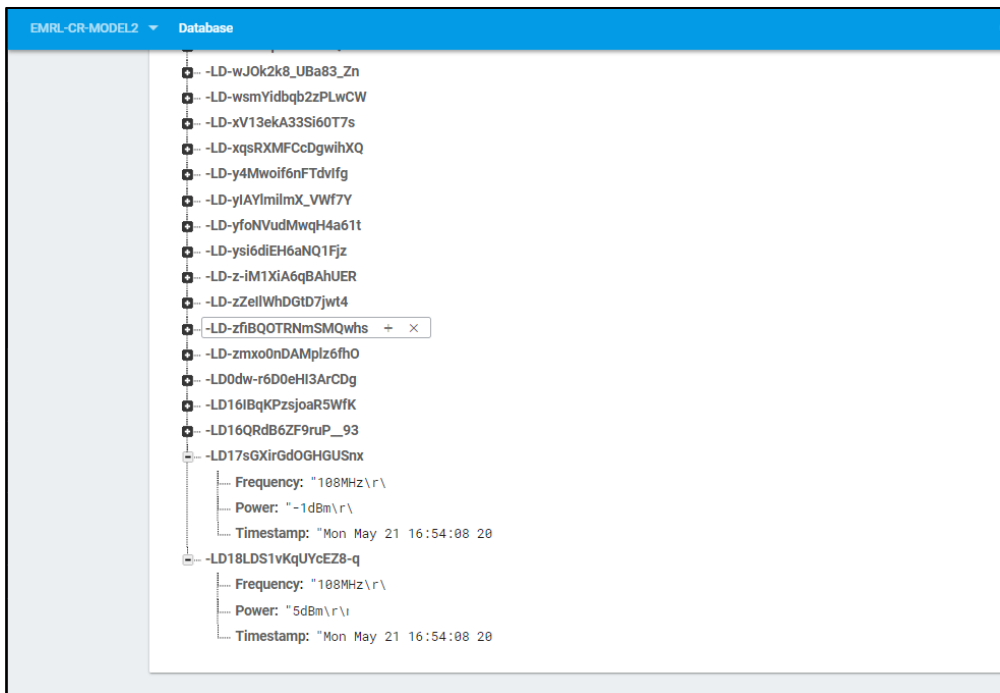 EMRL-CR-MODEL2 Database
-LD-wJOk2k8_UBa83_Zn
-LD-wsmYidbqb2zPLwCW
-LD-xV13ekA33Si60T7s
-LD-xqsRXMFCcDgwihXQ
-LD-y4Mwoif6nFTdvIfg
-LD-yIAYlmilmX_VWf7Y
-LD-yfoNVudMwqH4a61t
-LD-ysi6diEH6aNQ1Fjz
-LD-z-iM1XiA6qBAhUER
-LD-zZeIlWhDGtD7jwt4
-LD-zfiBQOTRNmSMQwhs
-LD-zmxo0nDAMplz6fhO
-LD0dw-r6D0eHI3ArCDg
-LD16IBqKPzsjoaR5WfK
-LD16QRdB6ZF9ruP__93
-LD17sGXirGdOGHGUSnx
Frequency: "108MHz\r\
Power: "-1dBm\r\
Timestamp: "Mon May 21 16:54:08 20
-LD18LDS1vKqUYcEZ8-q
Frequency: "108MHz\r\
Power: "5dBm\r\
Timestamp: "Mon May 21 16:54:08 20